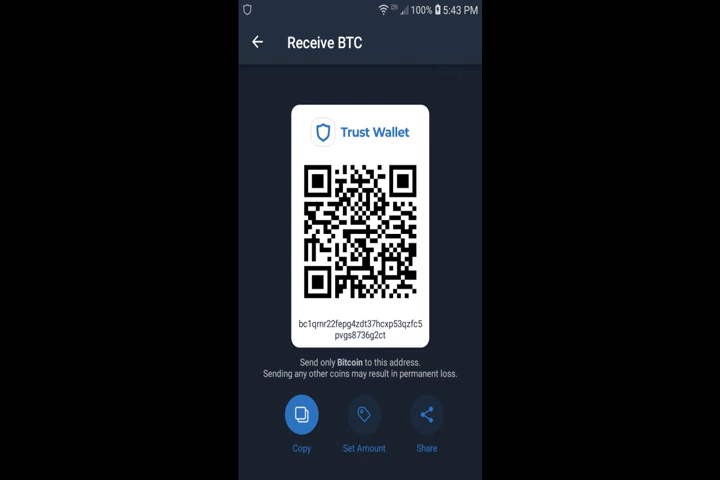 100% 5:43 PM
Receive BTC
Trust Wallet
bc1qrnr22fepg4zdt37hcxp53qzfc5
pvgs8736g2ct
Send only Bitcoin to this address.
Sending any other coins may result in permanent loss.
Copy Set Amount Share